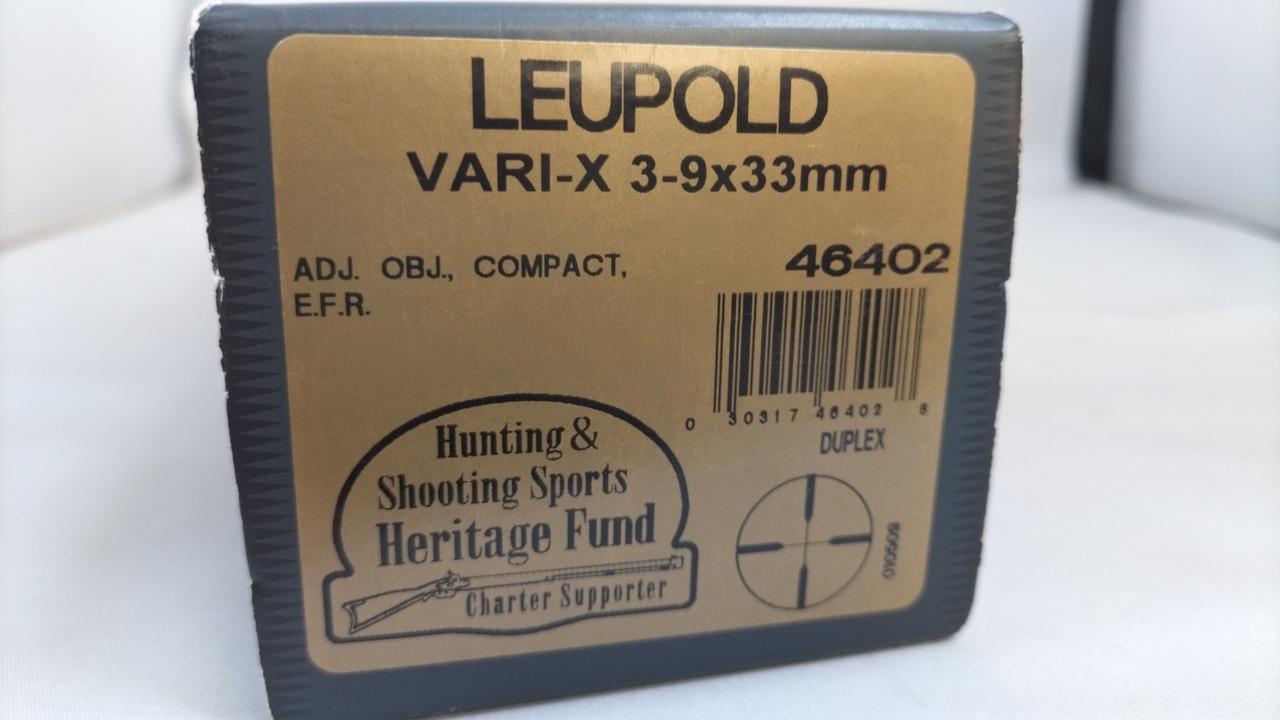 LEUPOLD
VARI-X 3-9x33mm
ADJ. OBJ., COMPACT,
E.F.R.
46402
0 30317 46402 8
DUPLEX
Hunting &
Shooting Sports
Heritage Fund
Charter Supporter